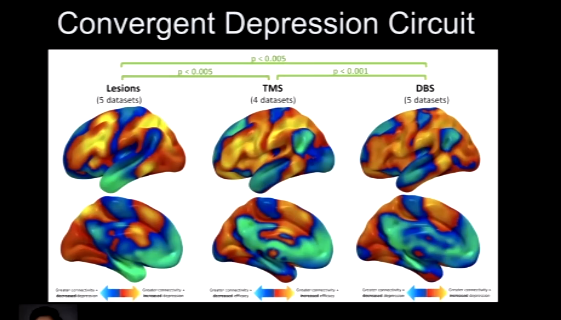 Convergent Depression Circuit
p < 0.005
p < 0.005 p < 0.001
Lesions TMS DBS
(5 datasets) (4 datasets) (5 datasets)
Greater connectivity = Greater connectivity = Greater connectivity = Greater connectivity = Greater connectivity = Greater connectivity =
decreased depression increased depression decreased efficacy increased efficacy decreased depression increased depression